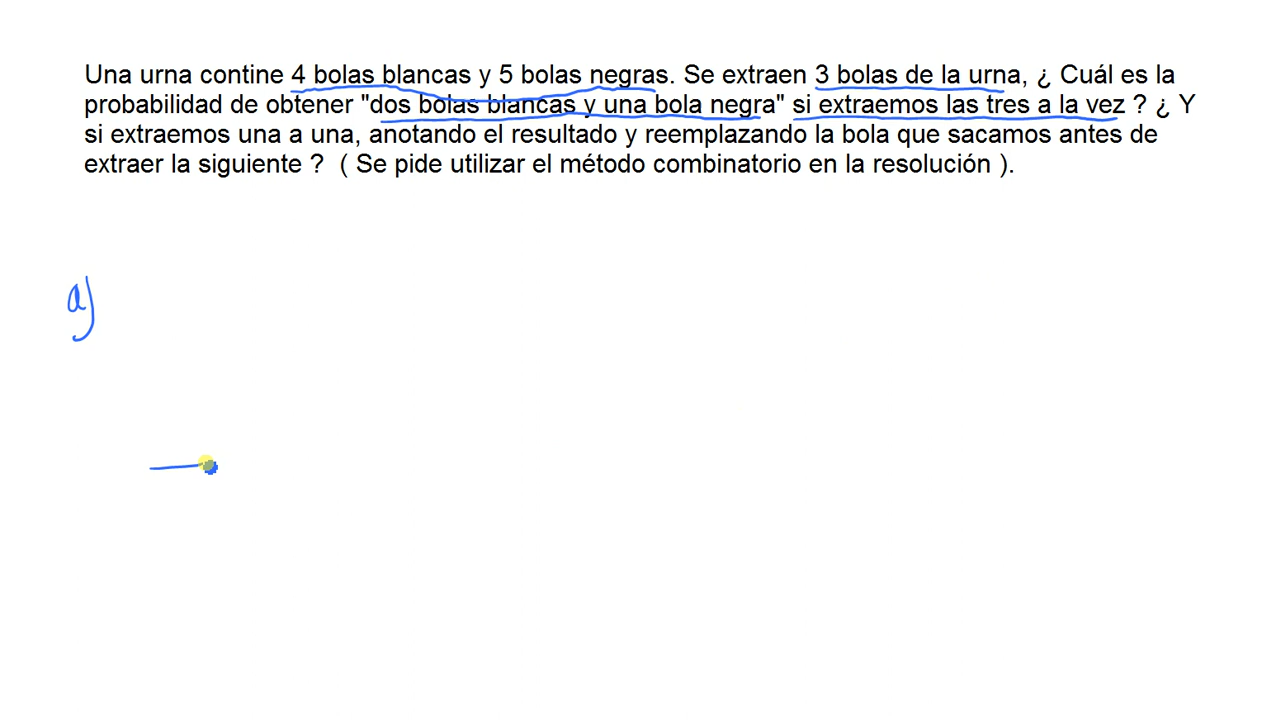 Una urna contine 4 bolas blancas y 5 bolas negras. Se extraen 3 bolas de la urna, ¿ Cuál es la
probabilidad de obtener "dos bolas blancas y una bola negra" si extraemos las tres a la vez ? ¿ Y
si extraemos una a una, anotando el resultado y reemplazando la bola que sacamos antes de
extraer la siguiente ? ( Se pide utilizar el método combinatorio en la resolución ).
a)